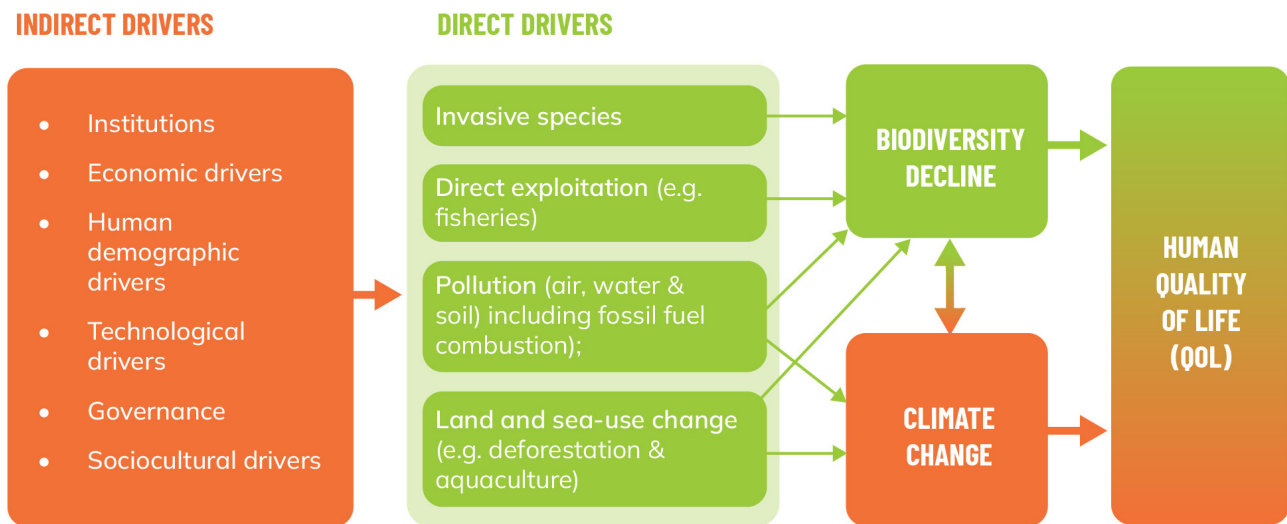 INDIRECT DRIVERS
• Institutions
• Economic drivers
• Human
demographic
drivers
• Technological
drivers
• Governance
• Sociocultural drivers
DIRECT DRIVERS
Invasive species
Direct exploitation (e.g.
fisheries)
Pollution (air, water &
soil) including fossil fuel
combustion);
Land and sea-use change
(e.g. deforestation &
aquaculture)
BIODIVERSITY
DECLINE
CLIMATE
CHANGE
HUMAN
QUALITY
OF LIFE
(QOL)